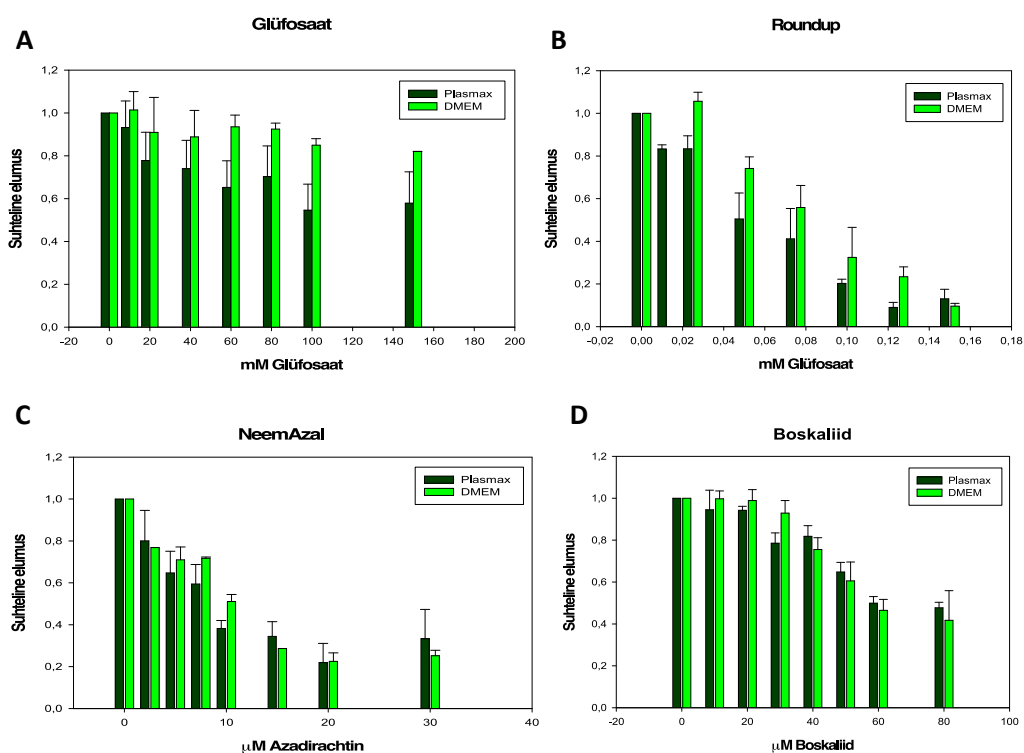 A
Glüfosaat
Suhteline elumus
1,2
1,0
0,8
0,6
0,4
0,2
0,0
Plasmax
DMEM
-20 0 20 40 60 80 100 120 140 160 180 200
mM Glüfosaat
B
Roundup
Suhteline elumus
1,2
1,0
0,8
0,6
0,4
0,2
0,0
Plasmax
DMEM
-0,02 0,00 0,02 0,04 0,06 0,08 0,10 0,12 0,14 0,16 0,18
mM Glüfosaat
C
NeemAzal
Suhteline elumus
1,2
1,0
0,8
0,6
0,4
0,2
0,0
Plasmax
DMEM
0 10 20 30 40
μM Azadirachtin
D
Boskaliid
Suhteline elumus
1,2
1,0
0,8
0,6
0,4
0,2
0,0
Plasmax
DMEM
-20 0 20 40 60 80 100
μM Boskaliid